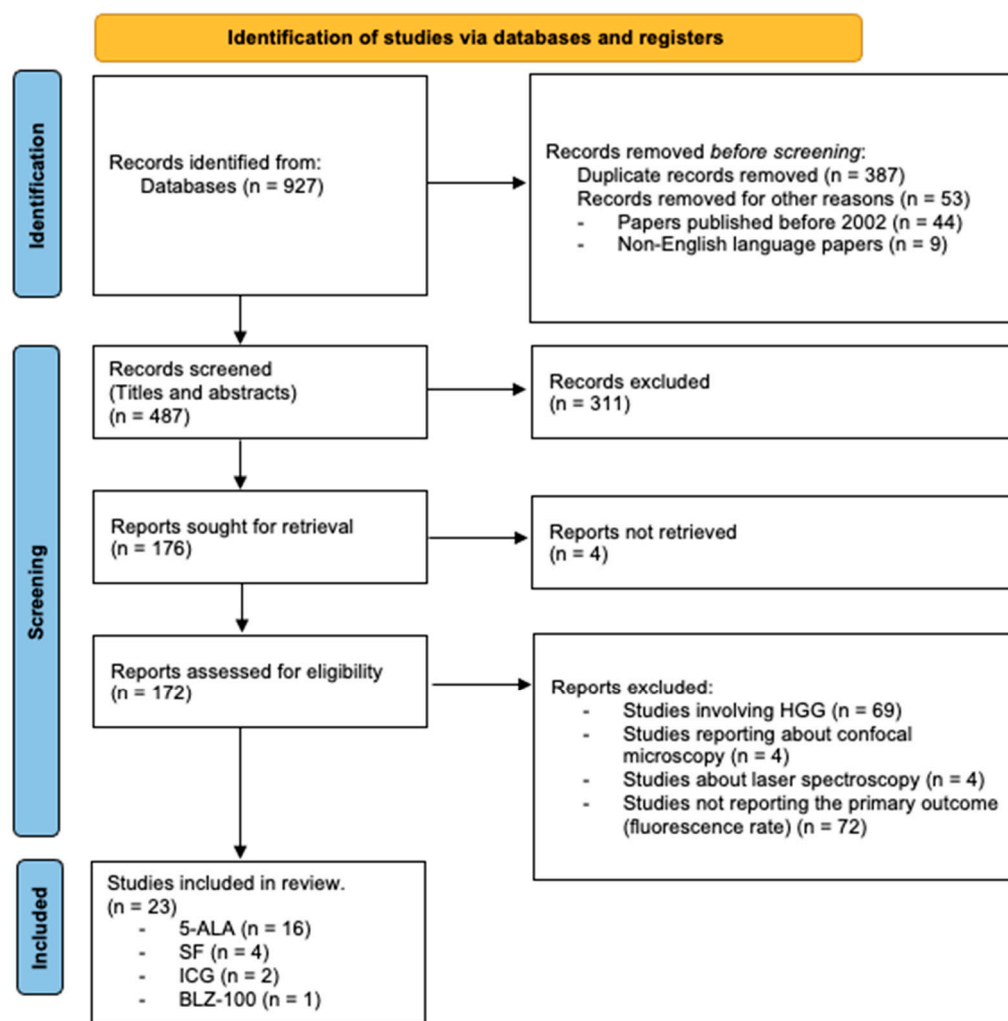 Identification of studies via databases and registers
Identification
Records identified from:
Databases (n = 927)
Records removed before screening:
Duplicate records removed (n = 387)
Records removed for other reasons (n = 53)
- Papers published before 2002 (n = 44)
- Non-English language papers (n = 9)
Screening
Records screened
(Titles and abstracts)
(n = 487)
Records excluded
(n = 311)
Reports sought for retrieval
(n = 176)
Reports not retrieved
(n = 4)
Reports assessed for eligibility
(n = 172)
Reports excluded:
- Studies involving HGG (n = 69)
- Studies reporting about confocal
microscopy (n = 4)
- Studies about laser spectroscopy (n = 4)
- Studies not reporting the primary outcome
(fluorescence rate) (n = 72)
Included
Studies included in review.
(n = 23)
- 5-ALA (n = 16)
- SF (n = 4)
- ICG (n = 2)
- BLZ-100 (n = 1)